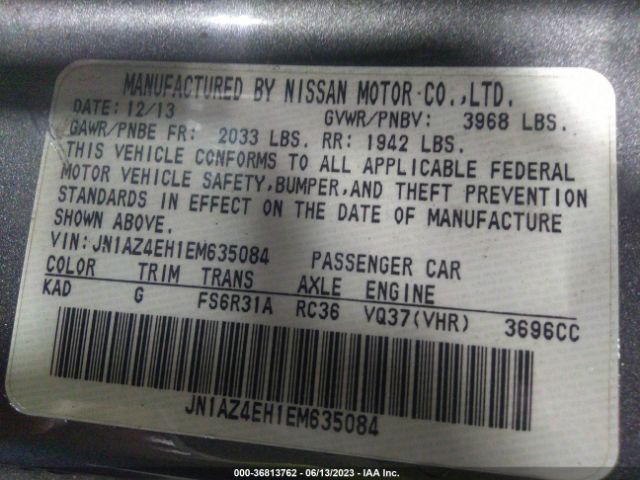 MANUFACTURED BY NISSAN MOTOR CO.,LTD.
DATE: 12/13 GVWR/PNBV: 3968 LBS.
GAWR/PNBE FR: 2033 LBS. RR: 1942 LBS.
THIS VEHICLE CONFORMS TO ALL APPLICABLE FEDERAL
MOTOR VEHICLE SAFETY,BUMPER,AND THEFT PREVENTION
STANDARDS IN EFFECT ON THE DATE OF MANUFACTURE
SHOWN ABOVE.
VIN:JN1AZ4EH1EM635084 PASSENGER CAR
COLOR TRIM TRANS AXLE ENGINE
KAD G FS6R31A RC36 VQ37(VHR) 3696CC
JN1AZ4EH1EM635084
000-36813762 - 06/13/2023 - IAA Inc.